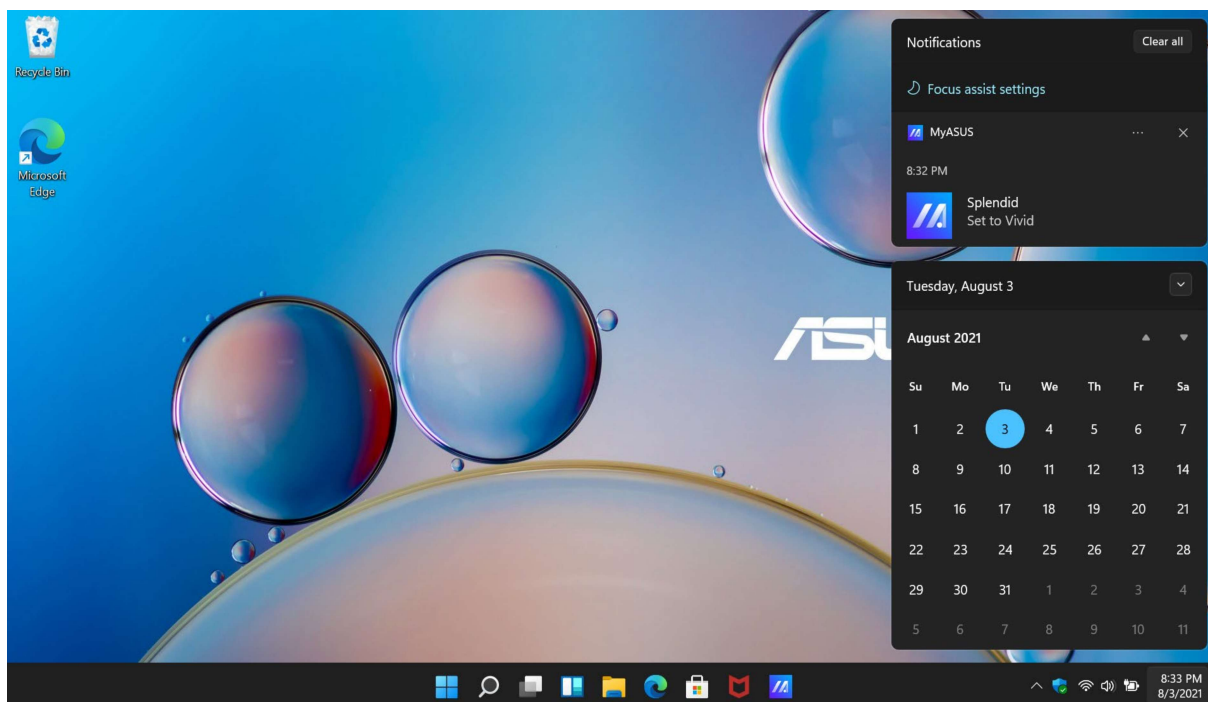 Recycle Bin
Microsoft
Edge
Notifications
Clear all
Focus assist settings
MyASUS
8:32 PM
Splendid
Set to Vivid
Tuesday, August 3
August 2021
Su Mo Tu We Th Fr Sa
1 2 3 4 5 6 7
8 9 10 11 12 13 14
15 16 17 18 19 20 21
22 23 24 25 26 27 28
29 30 31 1 2 3 4
5 6 7 8 9 10 11
8:33 PM
8/3/2021